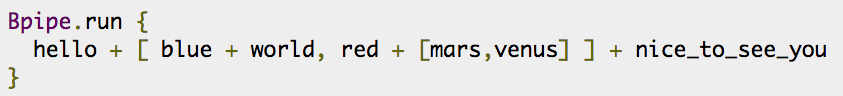 Bpipe.run {
  hello + [ blue + world, red + [mars,venus] ] + nice_to_see_you
}